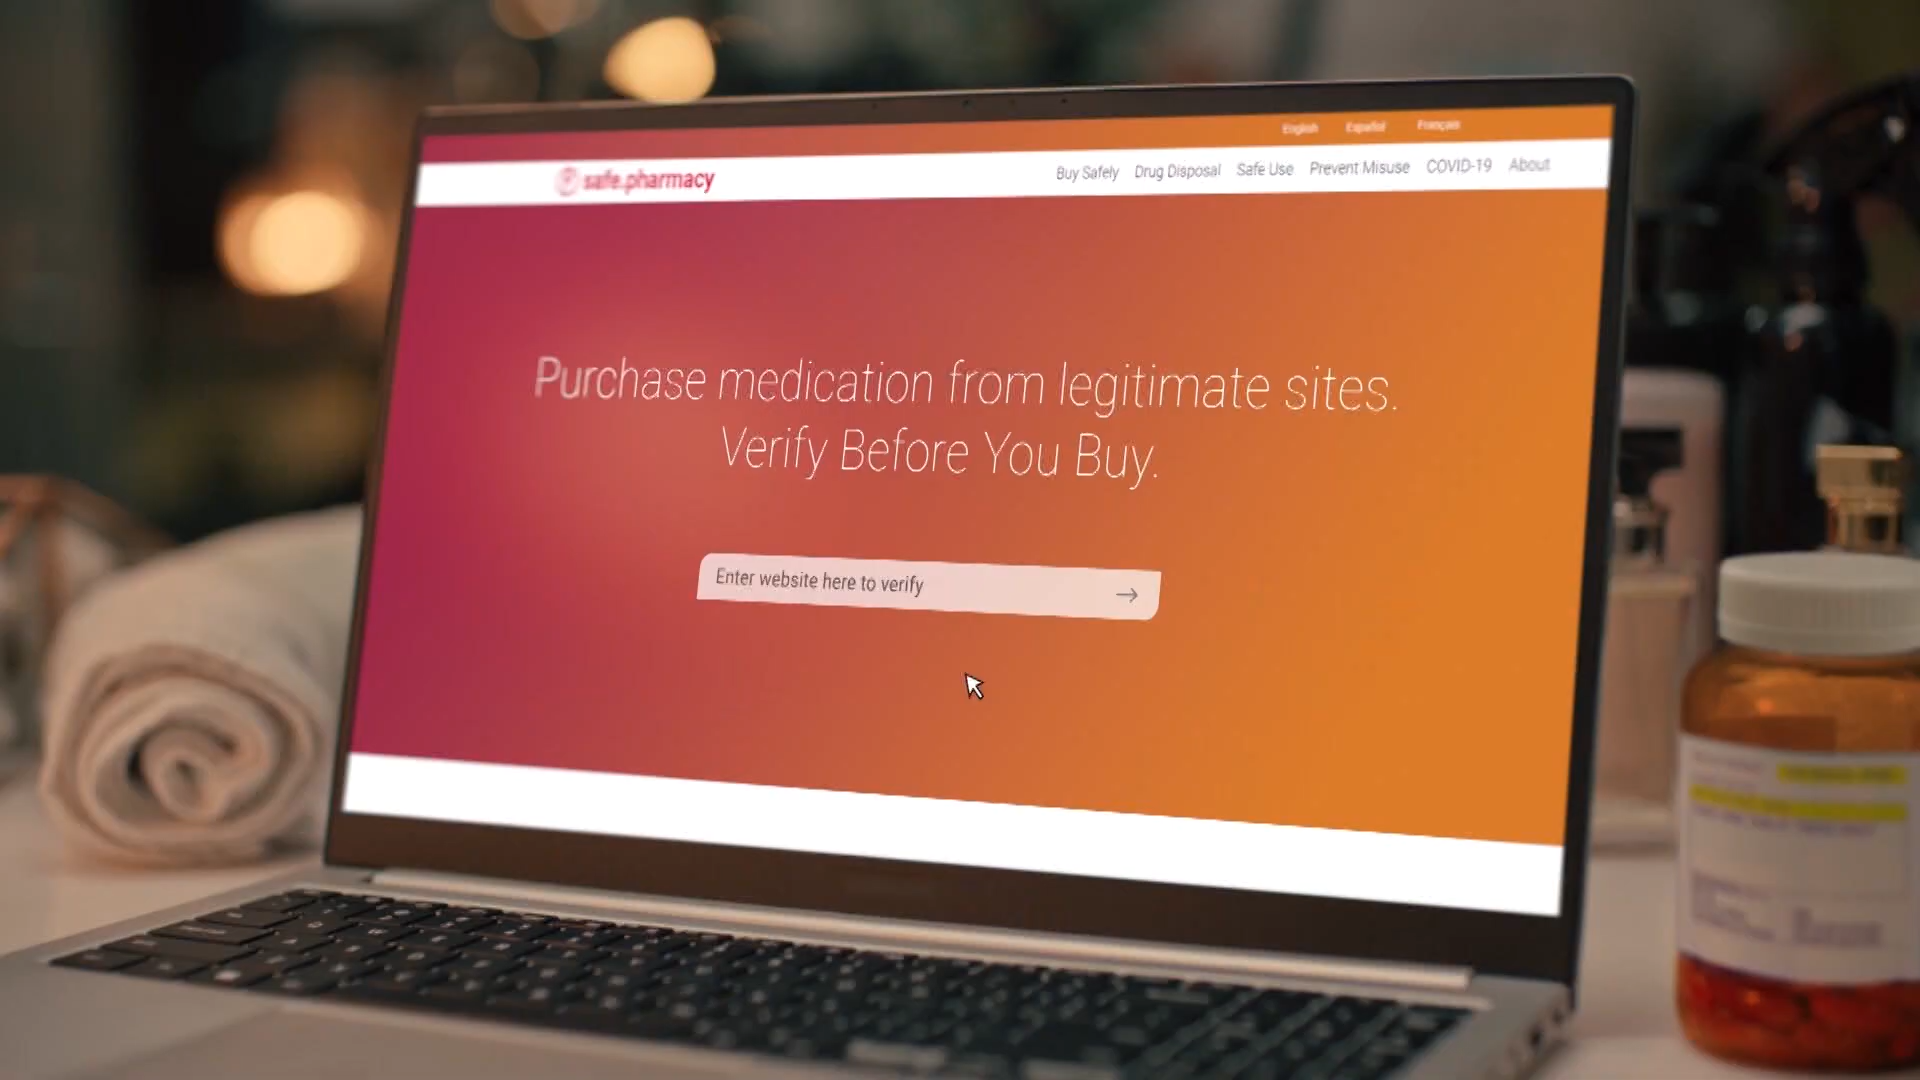 English Español Français
safe.pharmacy
Buy Safely Drug Disposal Safe Use Prevent Misuse COVID-19 About
Purchase medication from legitimate sites.
Verify Before You Buy.
Enter website here to verify